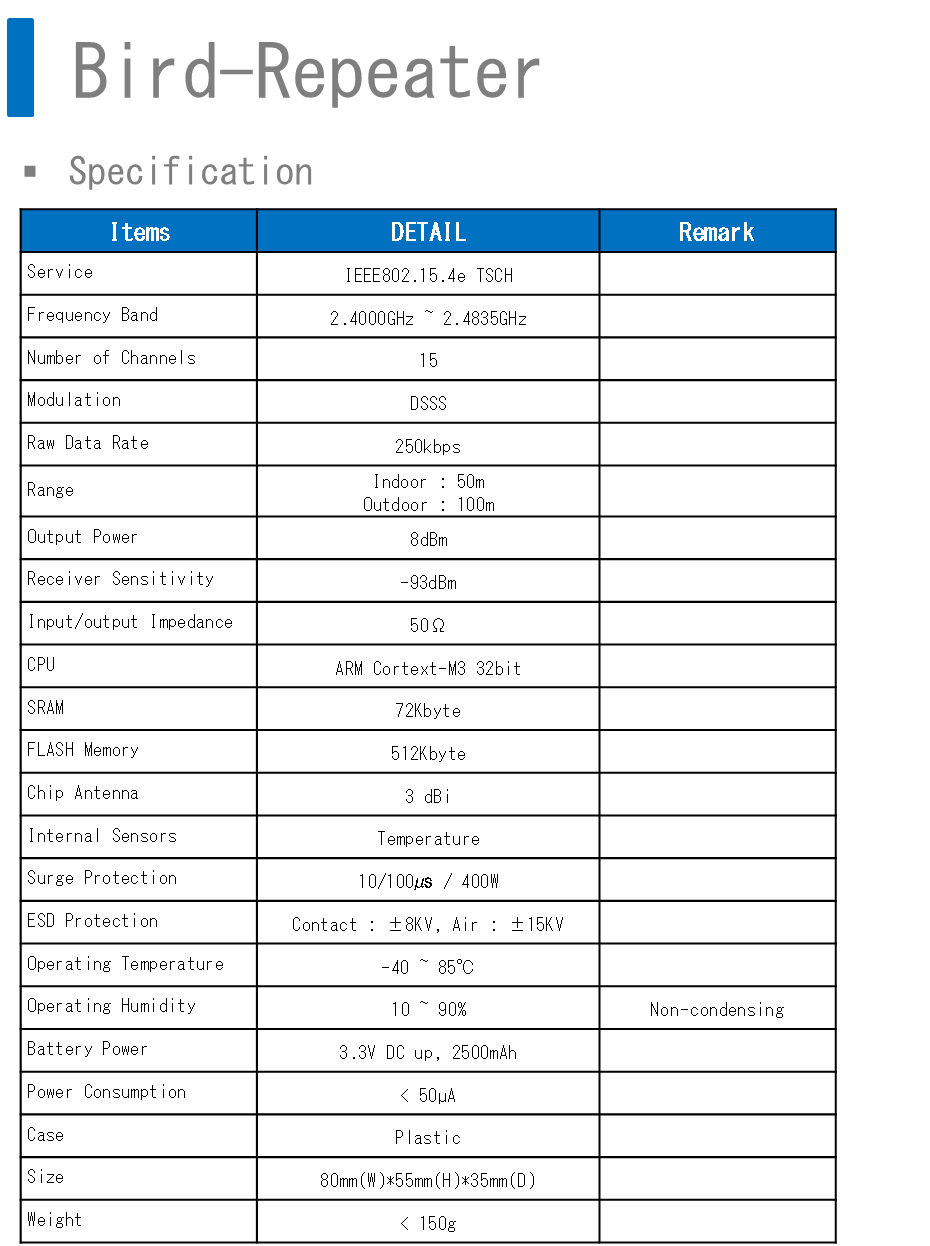 Bird-Repeater
▪ Specification
Items DETAIL Remark
Service IEEE802.15.4e TSCH
Frequency Band 2.4000GHz ~ 2.4835GHz
Number of Channels 15
Modulation DSSS
Raw Data Rate 250kbps
Range Indoor : 50m
Outdoor : 100m
Output Power 8dBm
Receiver Sensitivity -93dBm
Input/output Impedance 50Ω
CPU ARM Cortext-M3 32bit
SRAM 72Kbyte
FLASH Memory 512Kbyte
Chip Antenna 3 dBi
Internal Sensors Temperature
Surge Protection 10/100μs / 400W
ESD Protection Contact : ±8KV, Air : ±15KV
Operating Temperature -40 ~ 85℃
Operating Humidity 10 ~ 90% Non-condensing
Battery Power 3.3V DC up, 2500mAh
Power Consumption < 50μA
Case Plastic
Size 80mm(W)*55mm(H)*35mm(D)
Weight < 150g